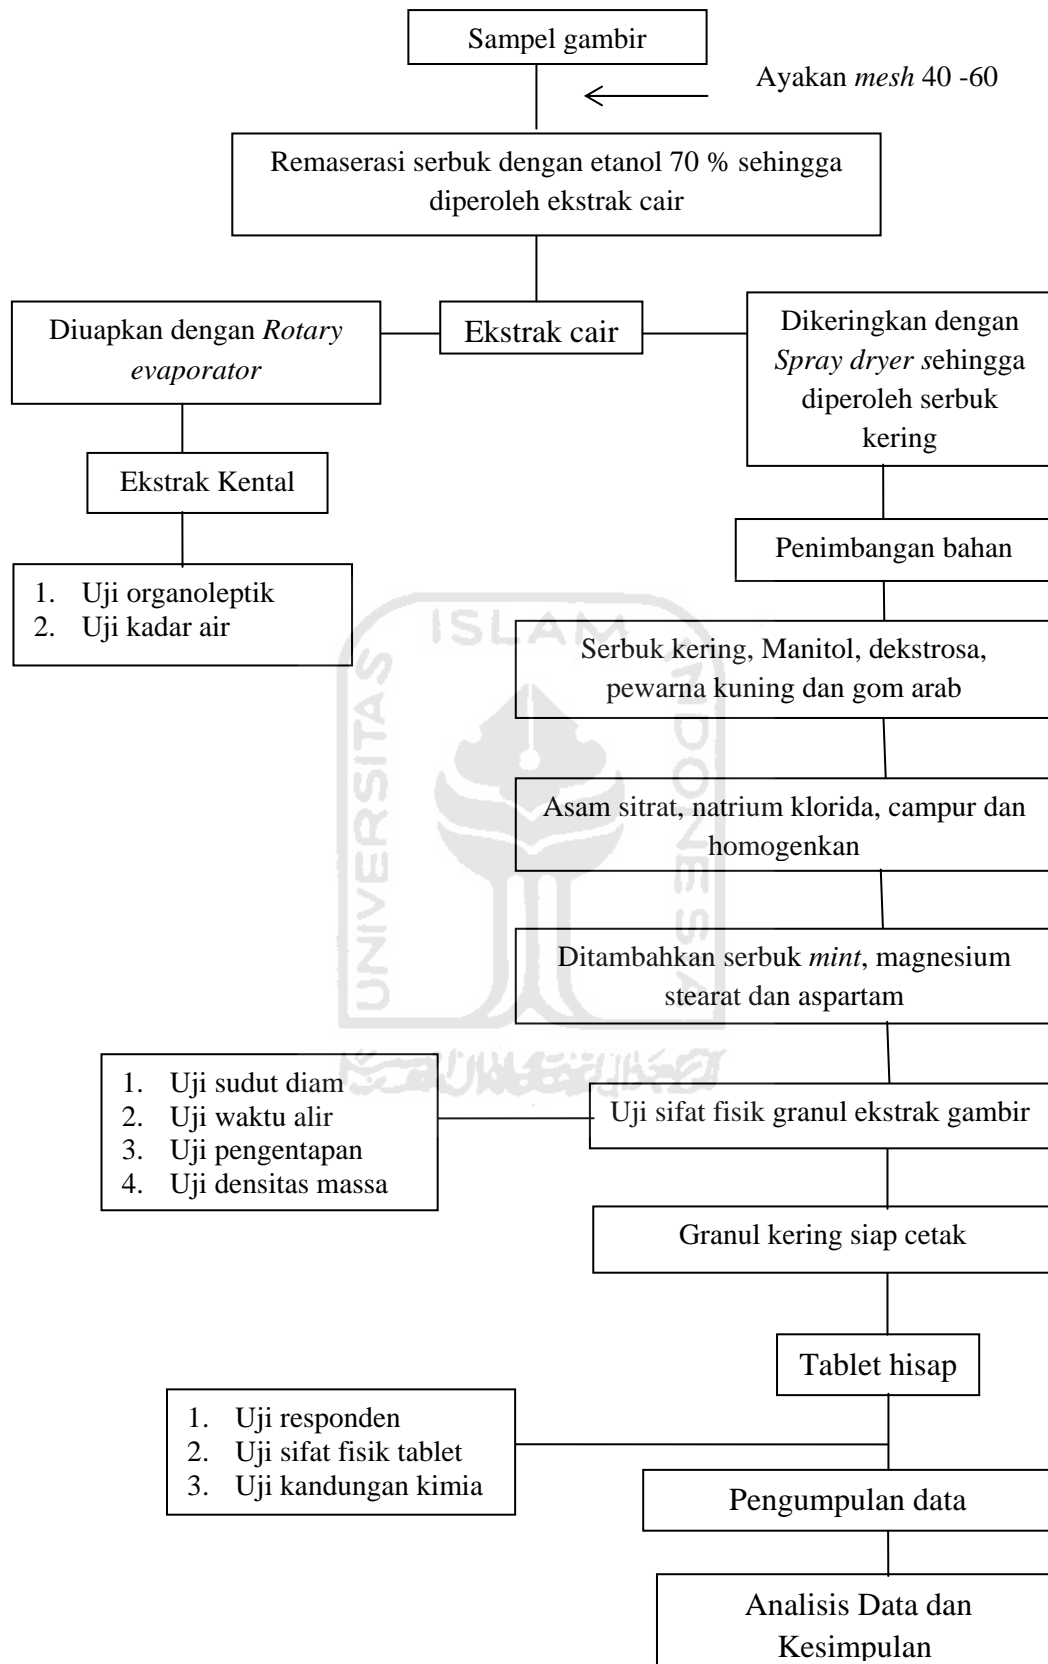 Sampel gambir
Ayakan mesh 40 -60
Remaserasi serbuk dengan etanol 70 % sehingga
diperoleh ekstrak cair
Diuapkan dengan Rotary
evaporator
Ekstrak cair
Dikeringkan dengan
Spray dryer sehingga
diperoleh serbuk
kering
Ekstrak Kental
Penimbangan bahan
1. Uji organoleptik
2. Uji kadar air
UNIVERSITAS
ISLAM
INDONESIA
Serbuk kering, Manitol, dekstrosa,
pewarna kuning dan gom arab
Asam sitrat, natrium klorida, campur dan
homogenkan
Ditambahkan serbuk mint, magnesium
stearat dan aspartam
1. Uji sudut diam
2. Uji waktu alir
3. Uji pengentapan
4. Uji densitas massa
Uji sifat fisik granul ekstrak gambir
Granul kering siap cetak
Tablet hisap
1. Uji responden
2. Uji sifat fisik tablet
3. Uji kandungan kimia
Pengumpulan data
Analisis Data dan
Kesimpulan